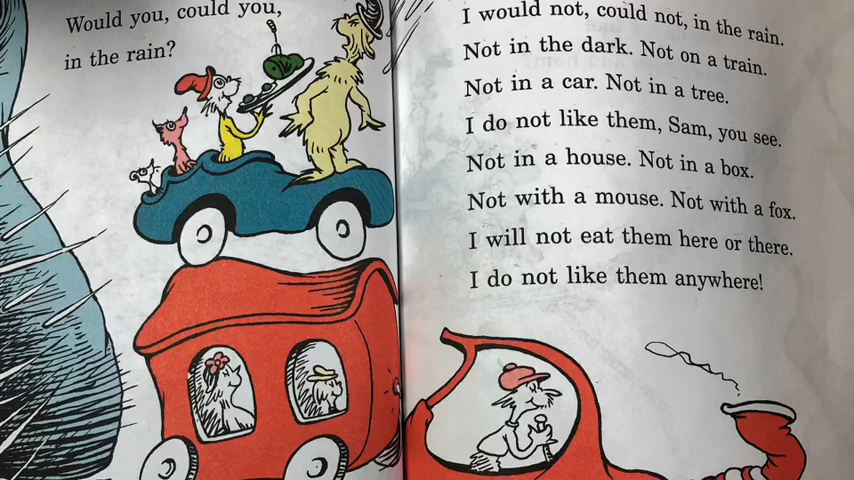 Would you, could you,
in the rain?
I would not, could not, in the rain.
Not in the dark. Not on a train.
Not in a car. Not in a tree.
I do not like them, Sam, you see.
Not in a house. Not in a box.
Not with a mouse. Not with a fox.
I will not eat them here or there.
I do not like them anywhere!